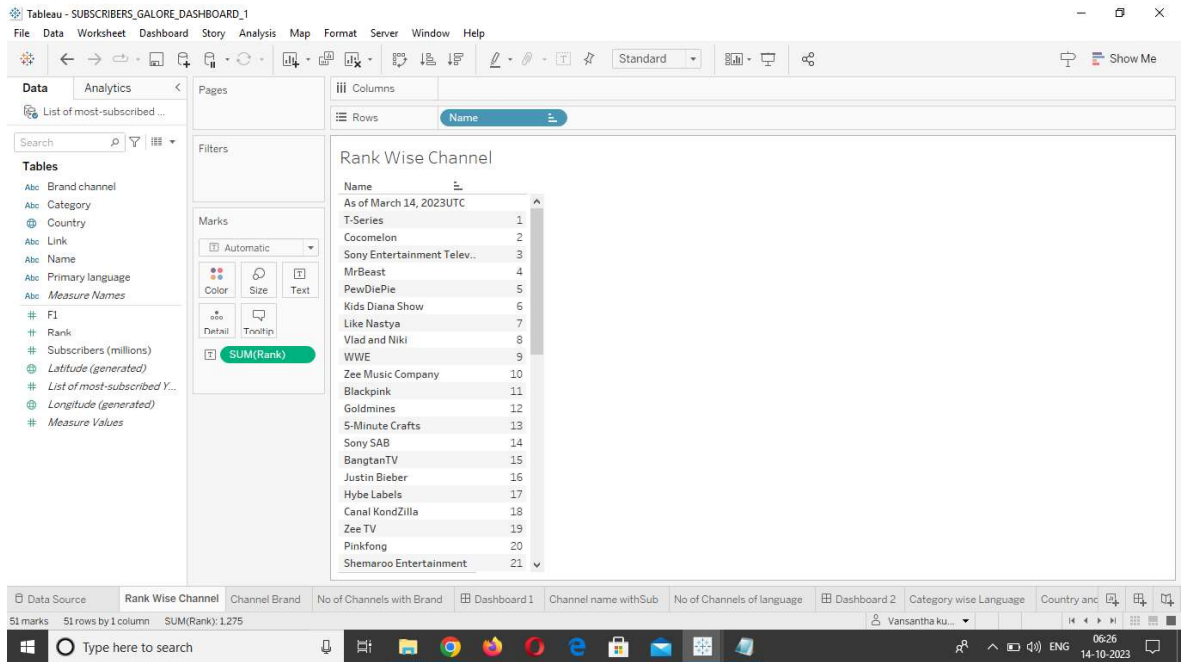 Tableau - SUBSCRIBERS_GALORE_DASHBOARD_1
File Data Worksheet Dashboard Story Analysis Map Format Server Window Help
Standard
Show Me
Data Analytics
List of most-subscribed ...
Search
Tables
Abc Brand channel
Abc Category
Country
Abc Link
Abc Name
Abc Primary language
Abc Measure Names
# F1
# Rank
# Subscribers (millions)
Latitude (generated)
# List of most-subscribed Y...
Longitude (generated)
# Measure Values
Pages
Filters
Marks
T Automatic
Color Size Text
Detail Tooltip
T SUM(Rank)
iii Columns
Rows Name
Rank Wise Channel
Name
As of March 14, 2023UTC
T-Series 1
Cocomelon 2
Sony Entertainment Telev.. 3
MrBeast 4
PewDiePie 5
Kids Diana Show 6
Like Nastya 7
Vlad and Niki 8
WWE 9
Zee Music Company 10
Blackpink 11
Goldmines 12
5-Minute Crafts 13
Sony SAB 14
BangtanTV 15
Justin Bieber 16
Hybe Labels 17
Canal KondZilla 18
Zee TV 19
Pinkfong 20
Shemaroo Entertainment 21
Data Source Rank Wise Channel Channel Brand No of Channels with Brand Dashboard 1 Channel name withSub No of Channels of language Dashboard 2 Category wise Language Country and
51 marks 51 rows by 1 column SUM(Rank): 1,275 Vansantha ku...
Type here to search
ENG
06:26
14-10-2023